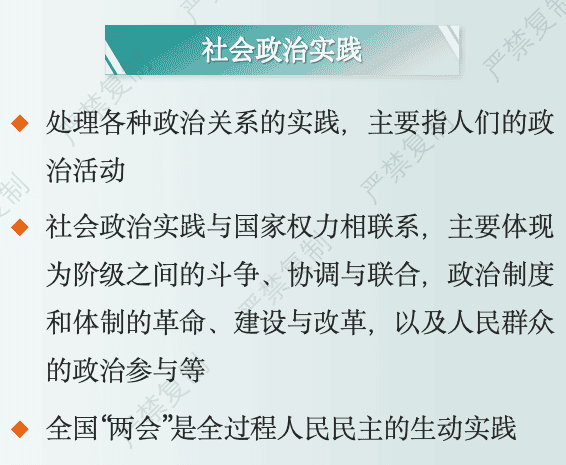 社会政治实践
处理各种政治关系的实践，主要指人们的政
治活动
社会政治实践与国家权力相联系，主要体现
为阶级之间的斗争、协调与联合，政治制度
和体制的革命、建设与改革，以及人民群众
的政治参与等
全国“两会”是全过程人民民主的生动实践
严禁复制
严禁复制
严禁复制
严禁复制
严禁复制